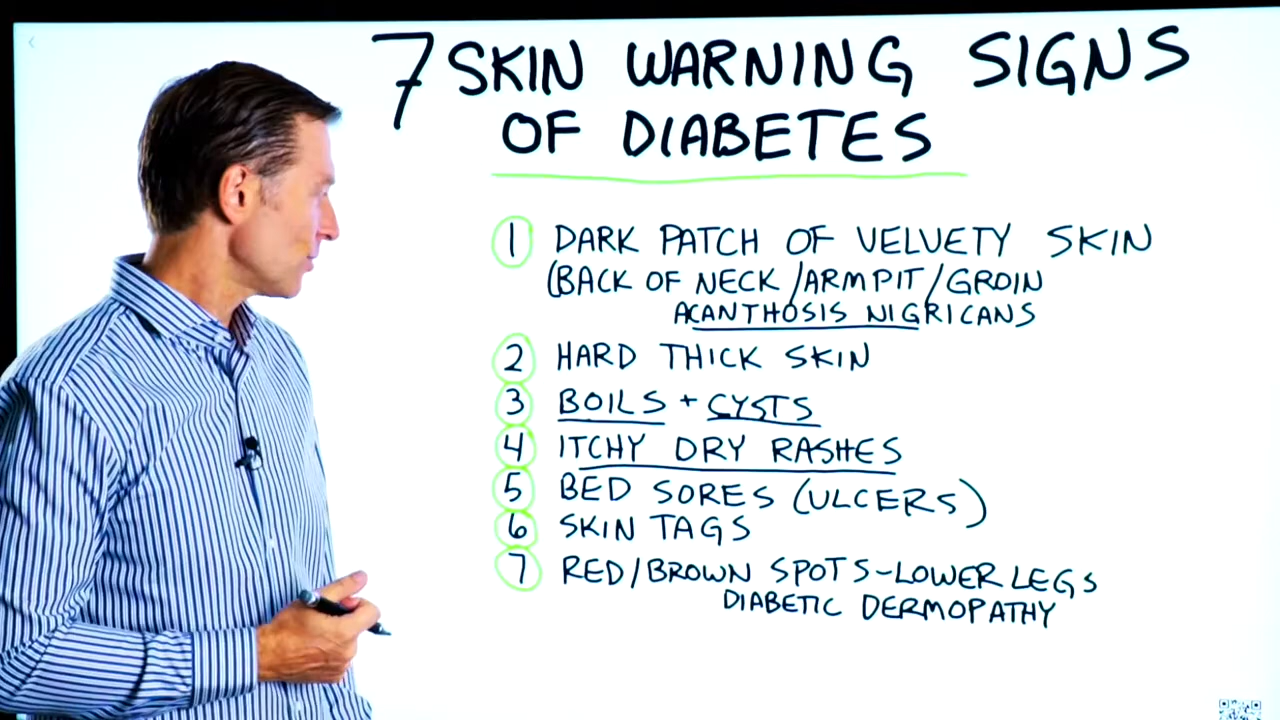 7 SKIN WARNING SIGNS
OF DIABETES
1 DARK PATCH OF VELVETY SKIN
(BACK OF NECK/ARMPIT/GROIN
ACANTHOSIS NIGRICANS
2 HARD THICK SKIN
3 BOILS + CYSTS
4 ITCHY DRY RASHES
5 BED SORES (ULCERS)
6 SKIN TAGS
7 RED/BROWN SPOTS-LOWER LEGS
DIABETIC DERMOPATHY